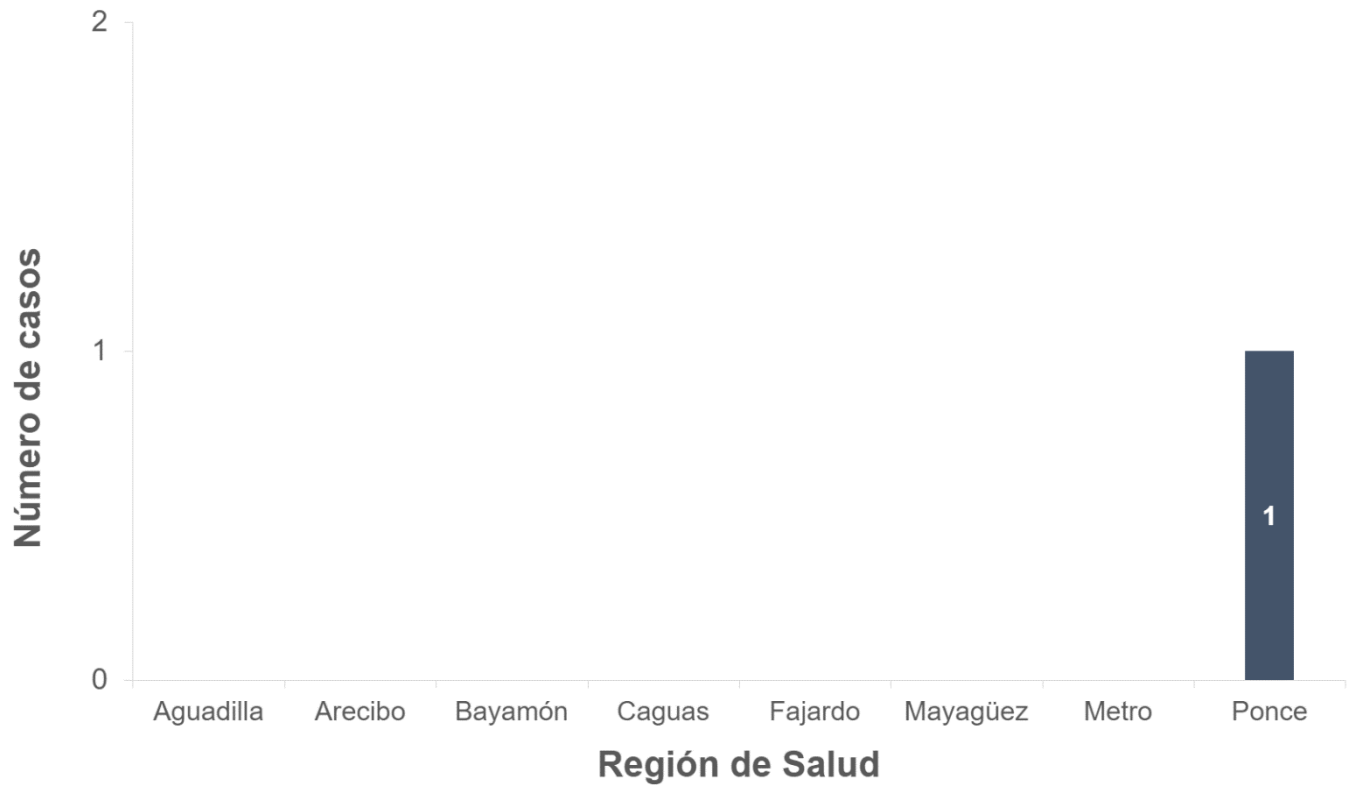 2
1
0
Número de casos
1
Aguadilla Arecibo Bayamón Caguas Fajardo Mayagüez Metro Ponce
Región de Salud